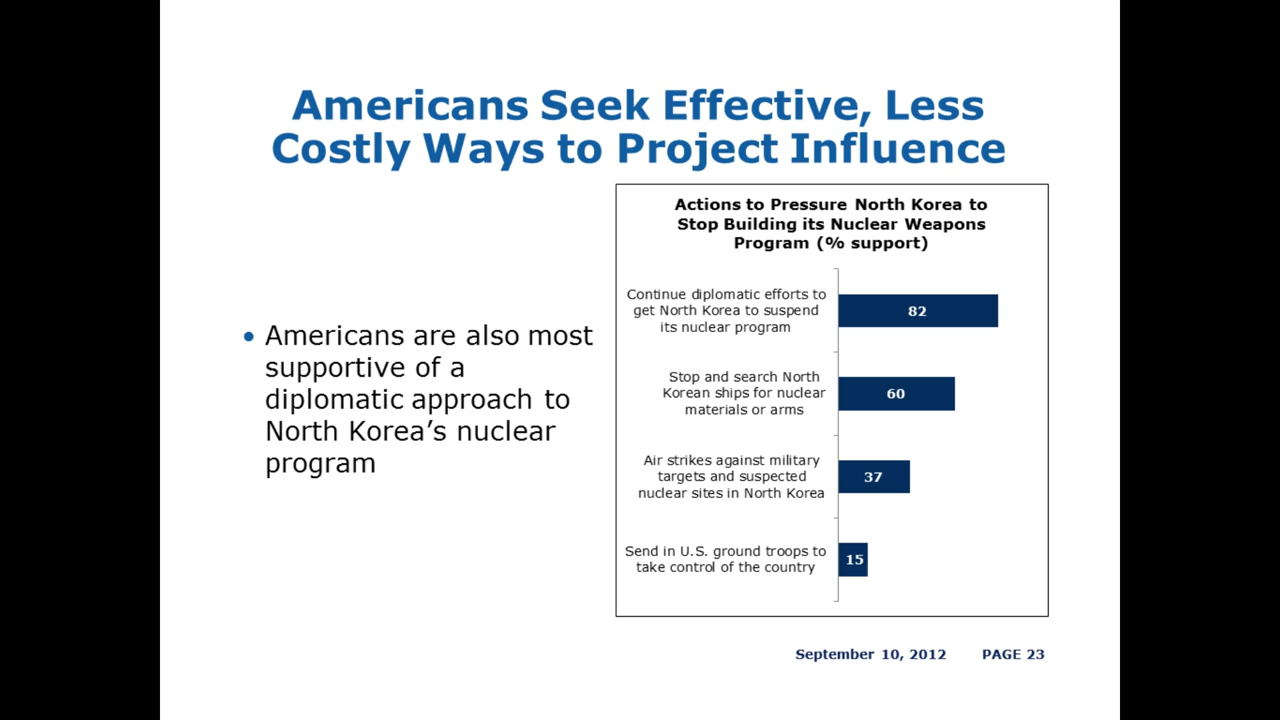 Americans Seek Effective, Less
Costly Ways to Project Influence
• Americans are also most
supportive of a
diplomatic approach to
North Korea’s nuclear
program
Actions to Pressure North Korea to
Stop Building its Nuclear Weapons
Program (% support)
Continue diplomatic efforts to
get North Korea to suspend
its nuclear program
82
Stop and search North
Korean ships for nuclear
materials or arms
60
Air strikes against military
targets and suspected
nuclear sites in North Korea
37
Send in U.S. ground troops to
take control of the country
15
September 10, 2012 PAGE 23